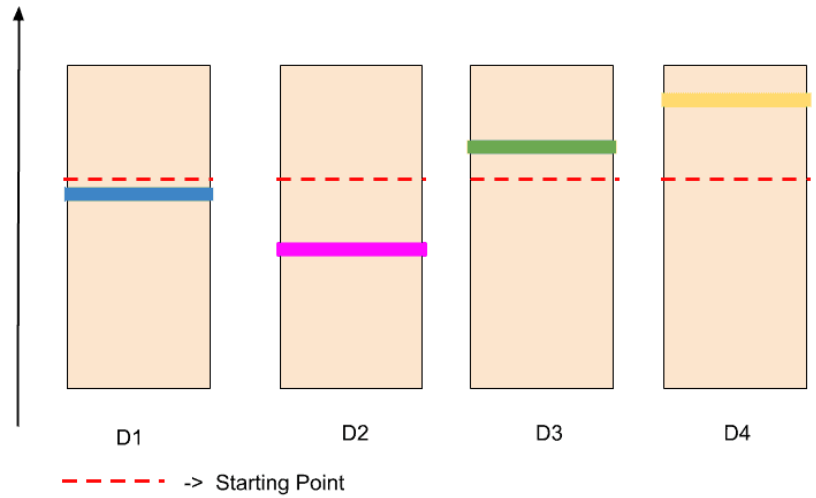 D1 D2 D3 D4
-> Starting Point